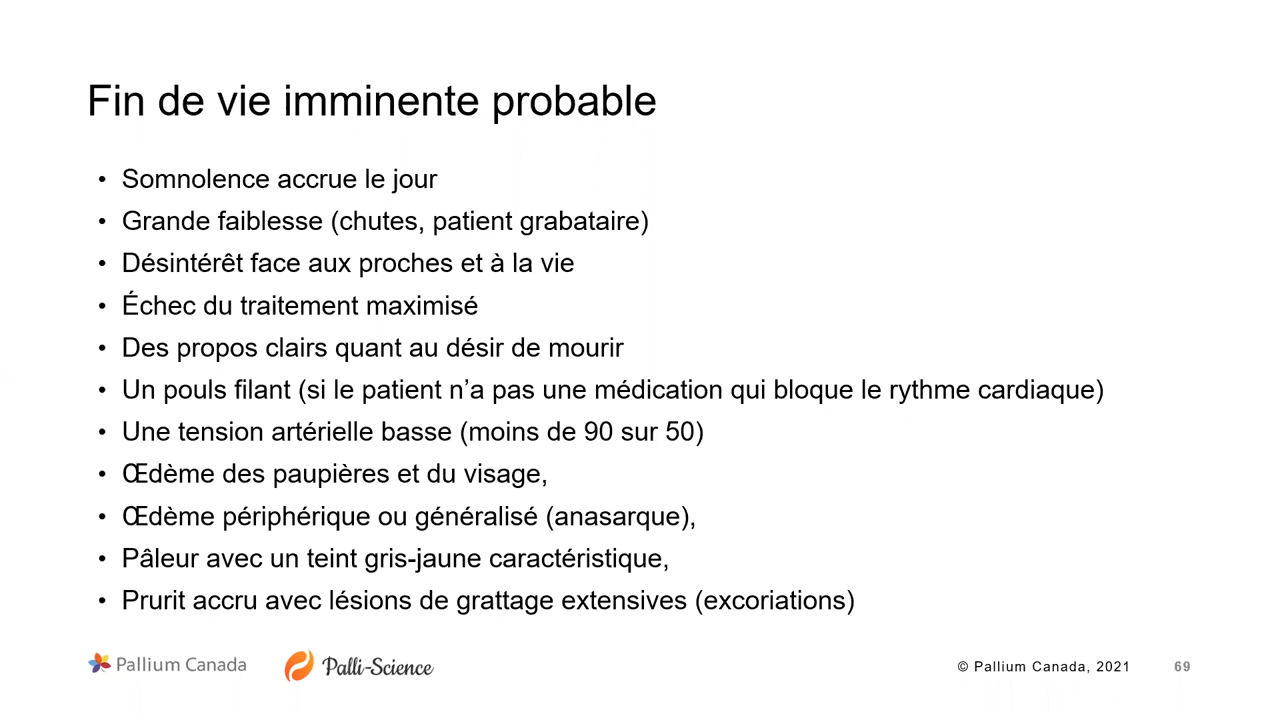 Fin de vie imminente probable
• Somnolence accrue le jour
• Grande faiblesse (chutes, patient grabataire)
• Désintérêt face aux proches et à la vie
• Échec du traitement maximisé
• Des propos clairs quant au désir de mourir
• Un pouls filant (si le patient n’a pas une médication qui bloque le rythme cardiaque)
• Une tension artérielle basse (moins de 90 sur 50)
• Œdème des paupières et du visage,
• Œdème périphérique ou généralisé (anasarque),
• Pâleur avec un teint gris-jaune caractéristique,
• Prurit accru avec lésions de grattage extensives (excoriations)
Pallium Canada Palli-Science © Pallium Canada, 2021 69